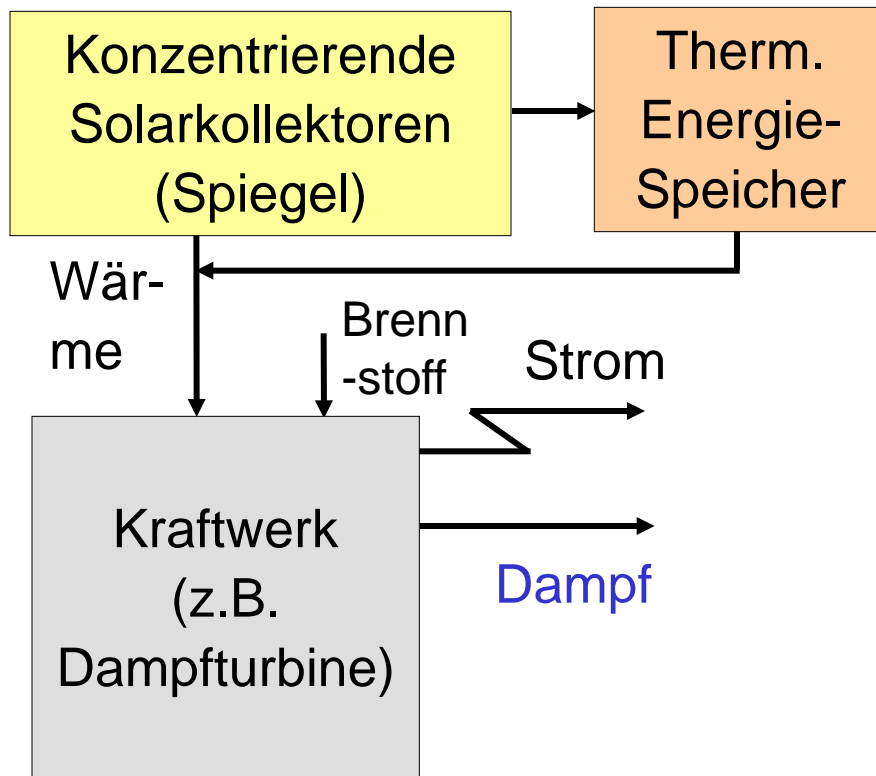 Konzentrierende
Solarkollektoren
(Spiegel)
Therm.
Energie-
Speicher
Wär-
me
Brenn
-stoff
Strom
Kraftwerk
(z.B.
Dampfturbine)
Dampf